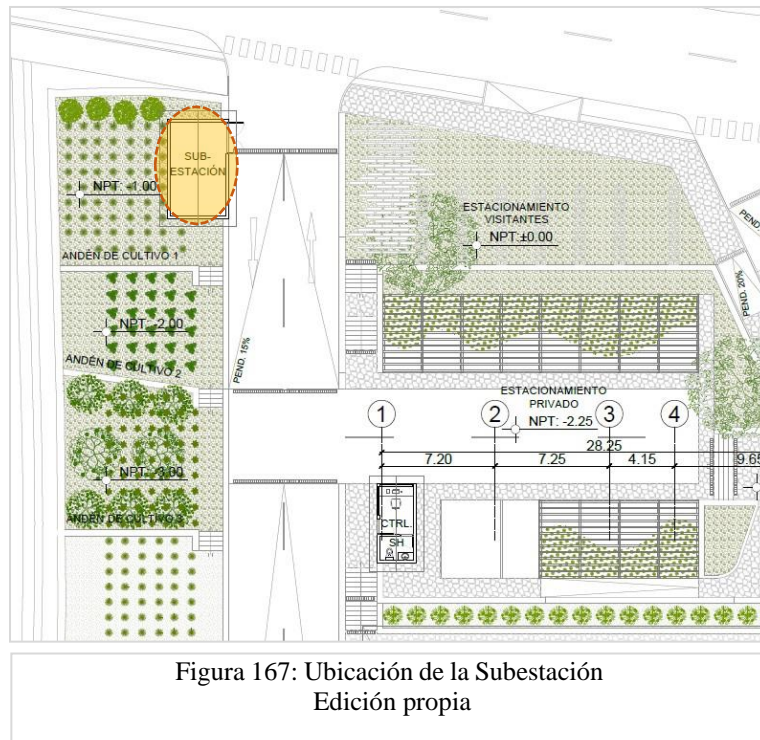 SUB-
ESTACIÓN
NPT: -1.00
ESTACIONAMIENTO
VISITANTES
NPT:±0.00
PEND.
ANDÉN DE CULTIVO 1
PEND. 20%
NPT: -2.00
ANDÉN DE CULTIVO 2
PEND. 15%
ESTACIONAMIENTO
PRIVADO
NPT: -2.25
1
2
3
4
28.25
7.20
7.25
4.15
9.65
NPT: -3.00
ANDÉN DE CULTIVO 3
CTRL.
SH
Figura 167: Ubicación de la Subestación
Edición propia